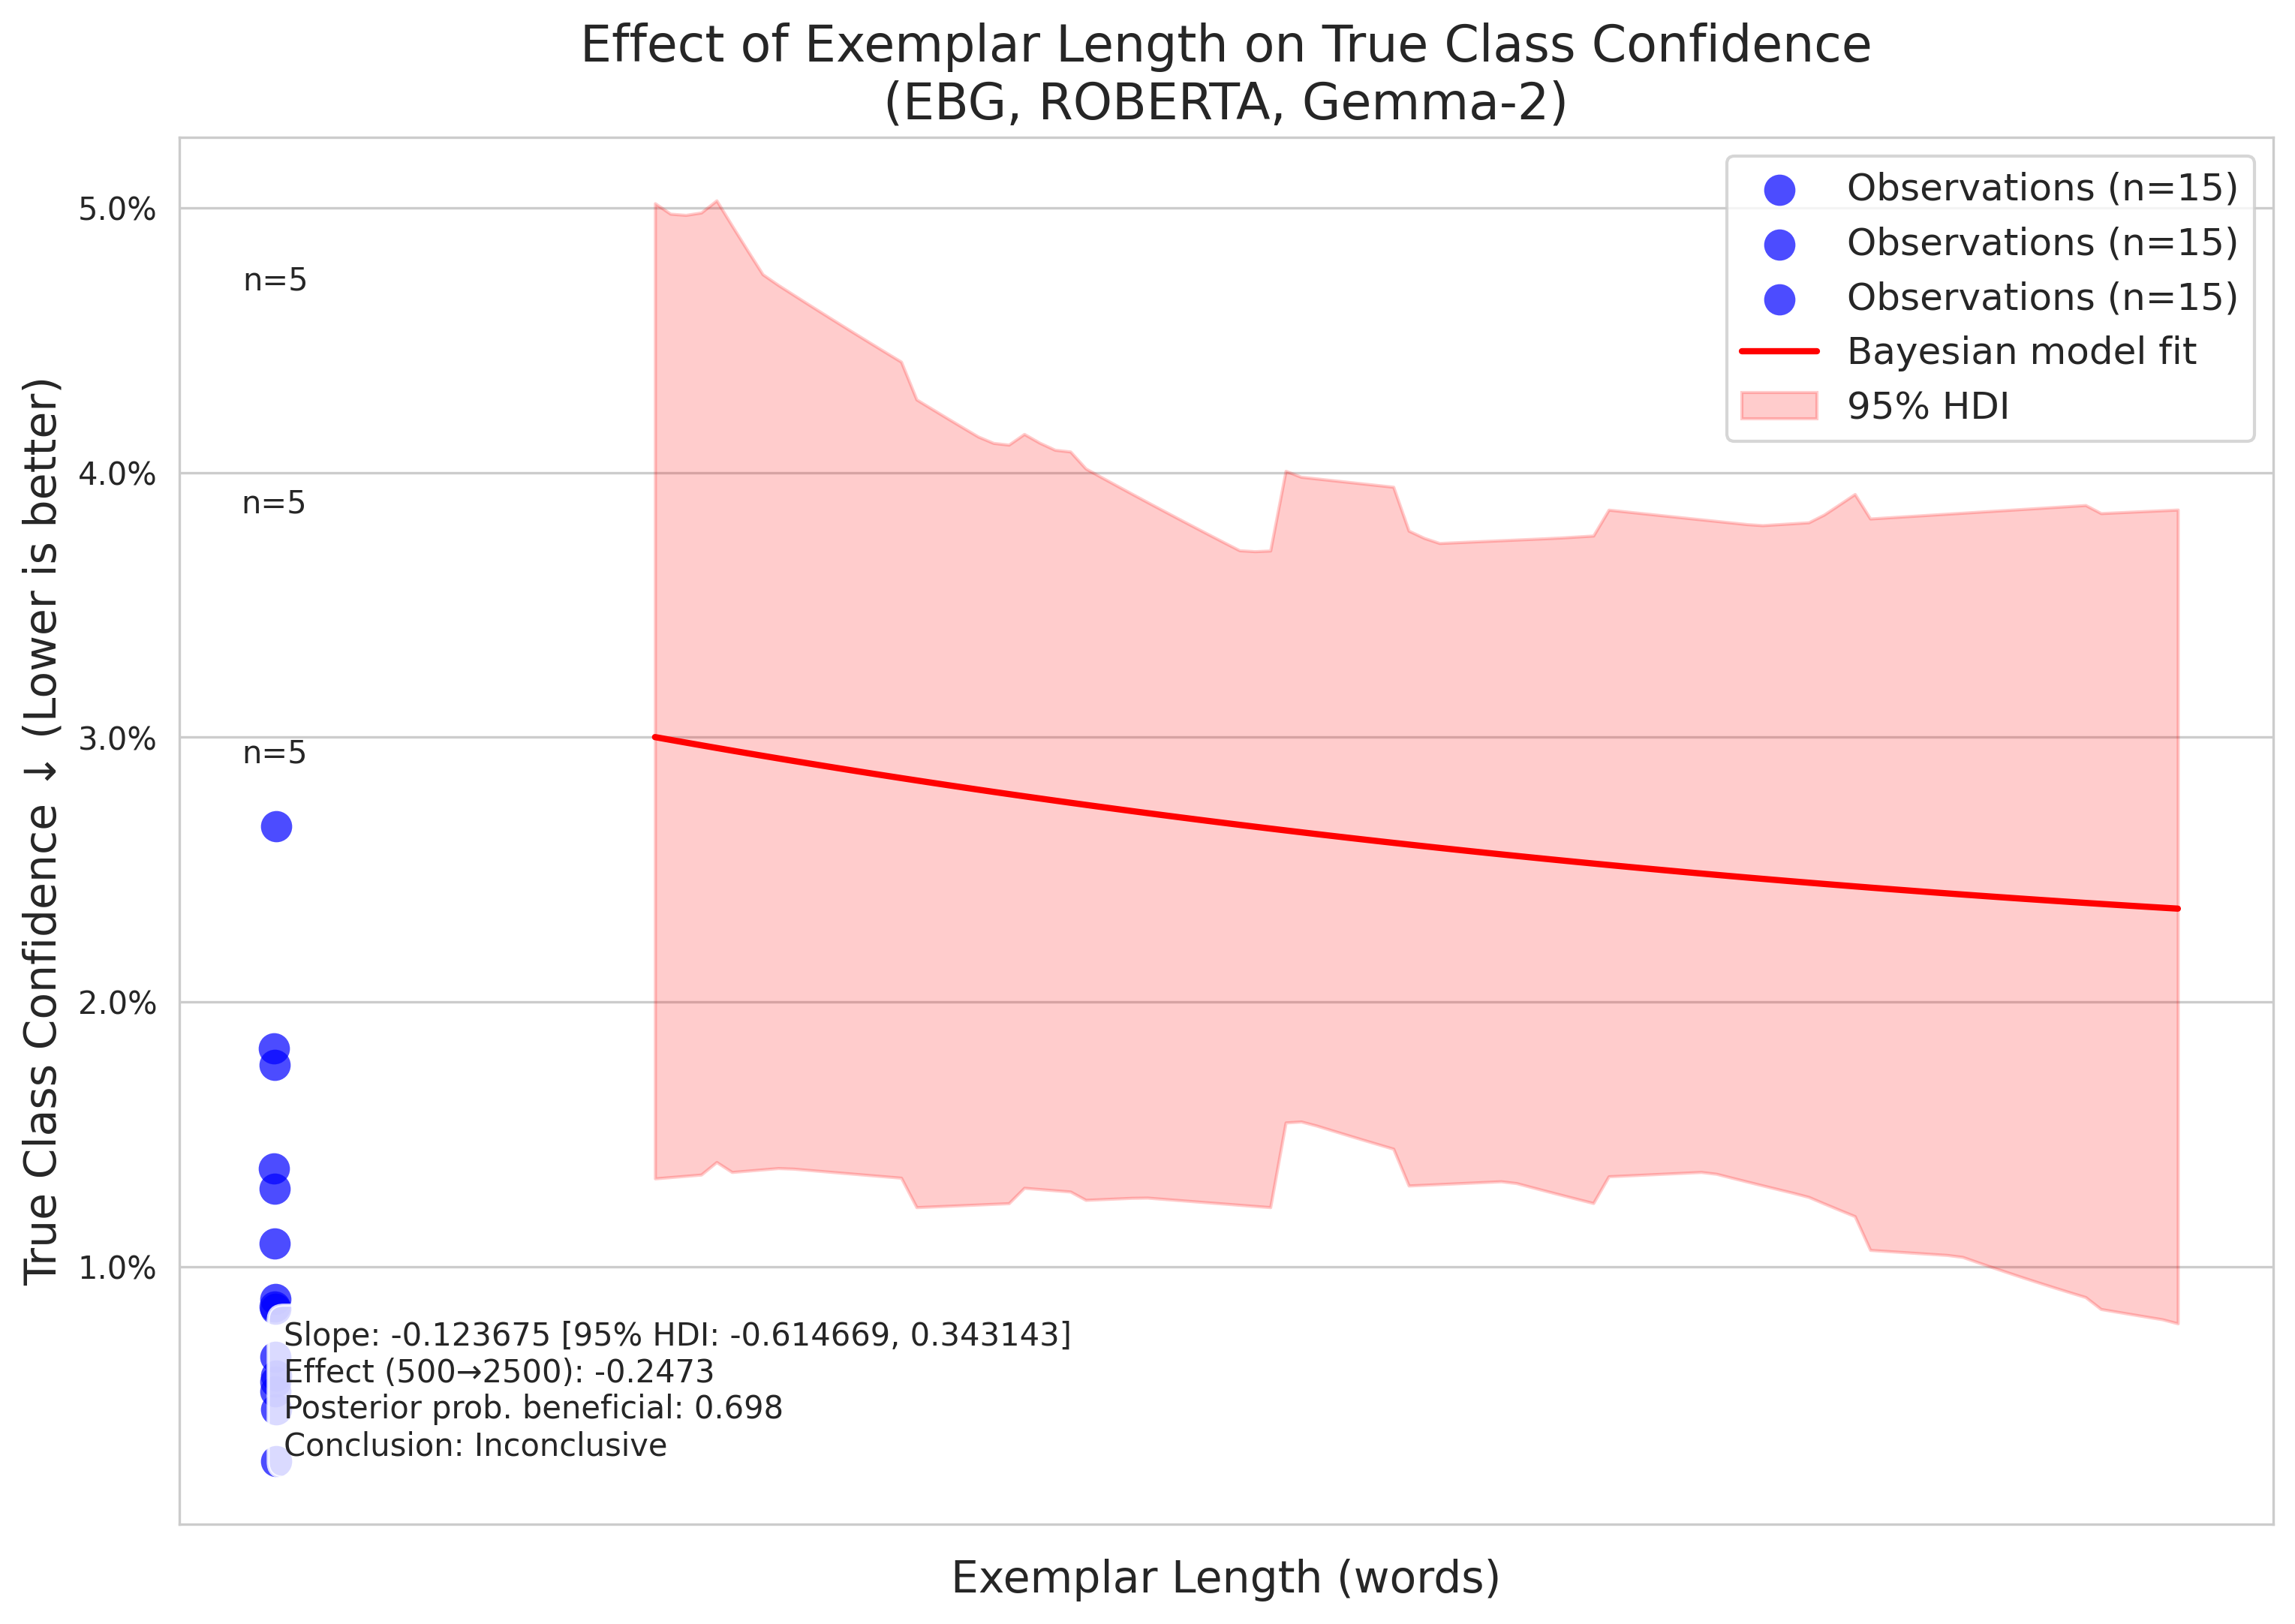 Effect of Exemplar Length on True Class Confidence
(EBG, ROBERTA, Gemma-2)
True Class Confidence ↓ (Lower is better)
5.0%
4.0%
3.0%
2.0%
1.0%
n=5
n=5
n=5
Observations (n=15)
Observations (n=15)
Observations (n=15)
Bayesian model fit
95% HDI
Slope: -0.123675 [95% HDI: -0.614669, 0.343143]
Effect (500→2500): -0.2473
Posterior prob. beneficial: 0.698
Conclusion: Inconclusive
Exemplar Length (words)